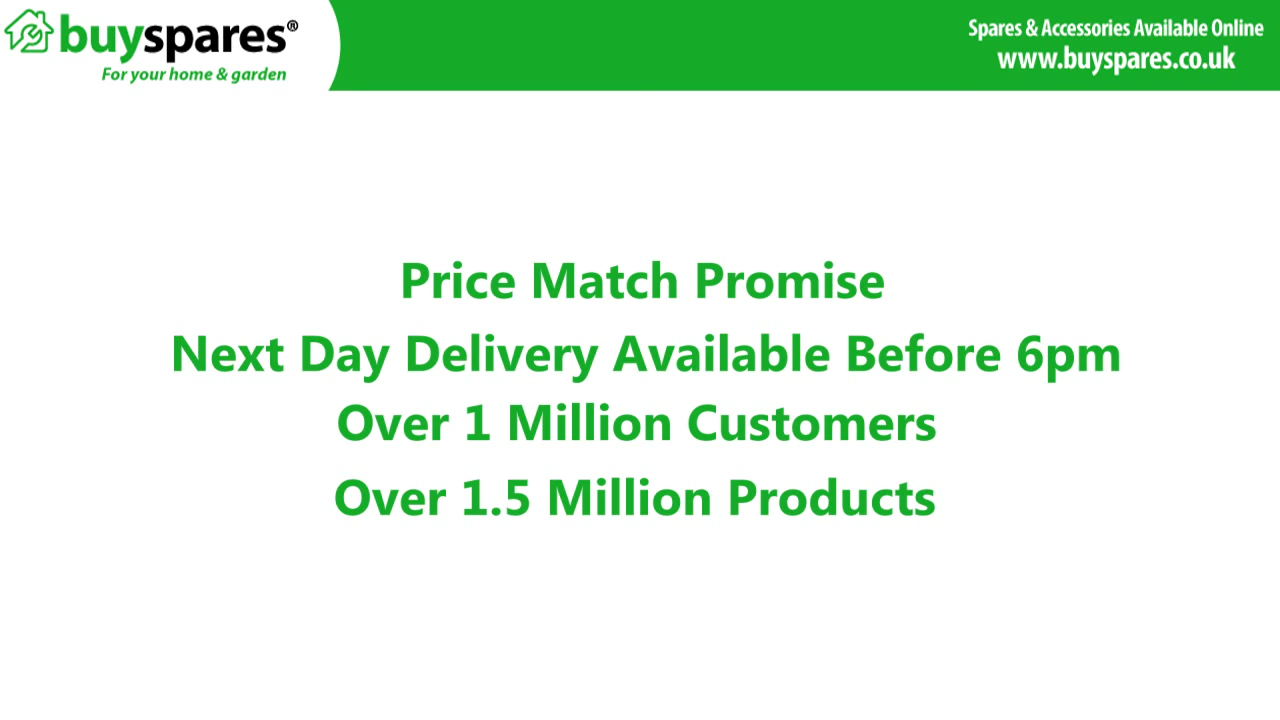 buyspares®
For your home & garden
Spares & Accessories Available Online
www.buyspares.co.uk
Price Match Promise
Next Day Delivery Available Before 6pm
Over 1 Million Customers
Over 1.5 Million Products